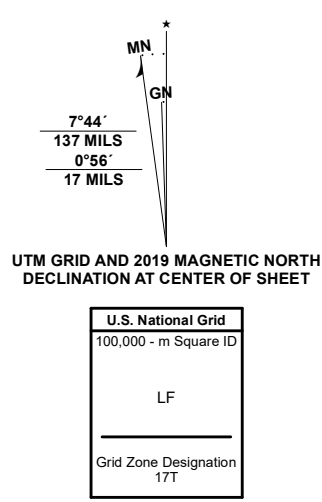 MN
GN
7°44´
137 MILS
0°56´
17 MILS
UTM GRID AND 2019 MAGNETIC NORTH
DECLINATION AT CENTER OF SHEET
U.S. National Grid
100,000 - m Square ID
LF
Grid Zone Designation
17T